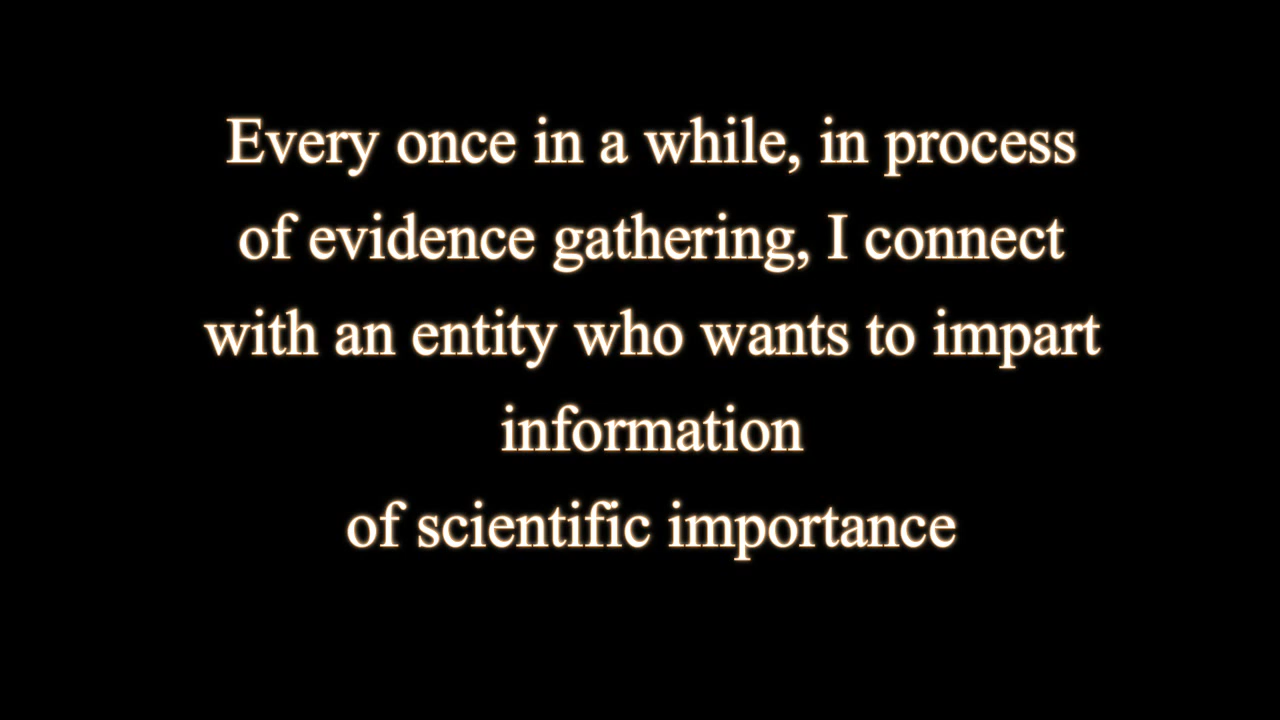 Every once in a while, in process
of evidence gathering, I connect
with an entity who wants to impart
information
of scientific importance